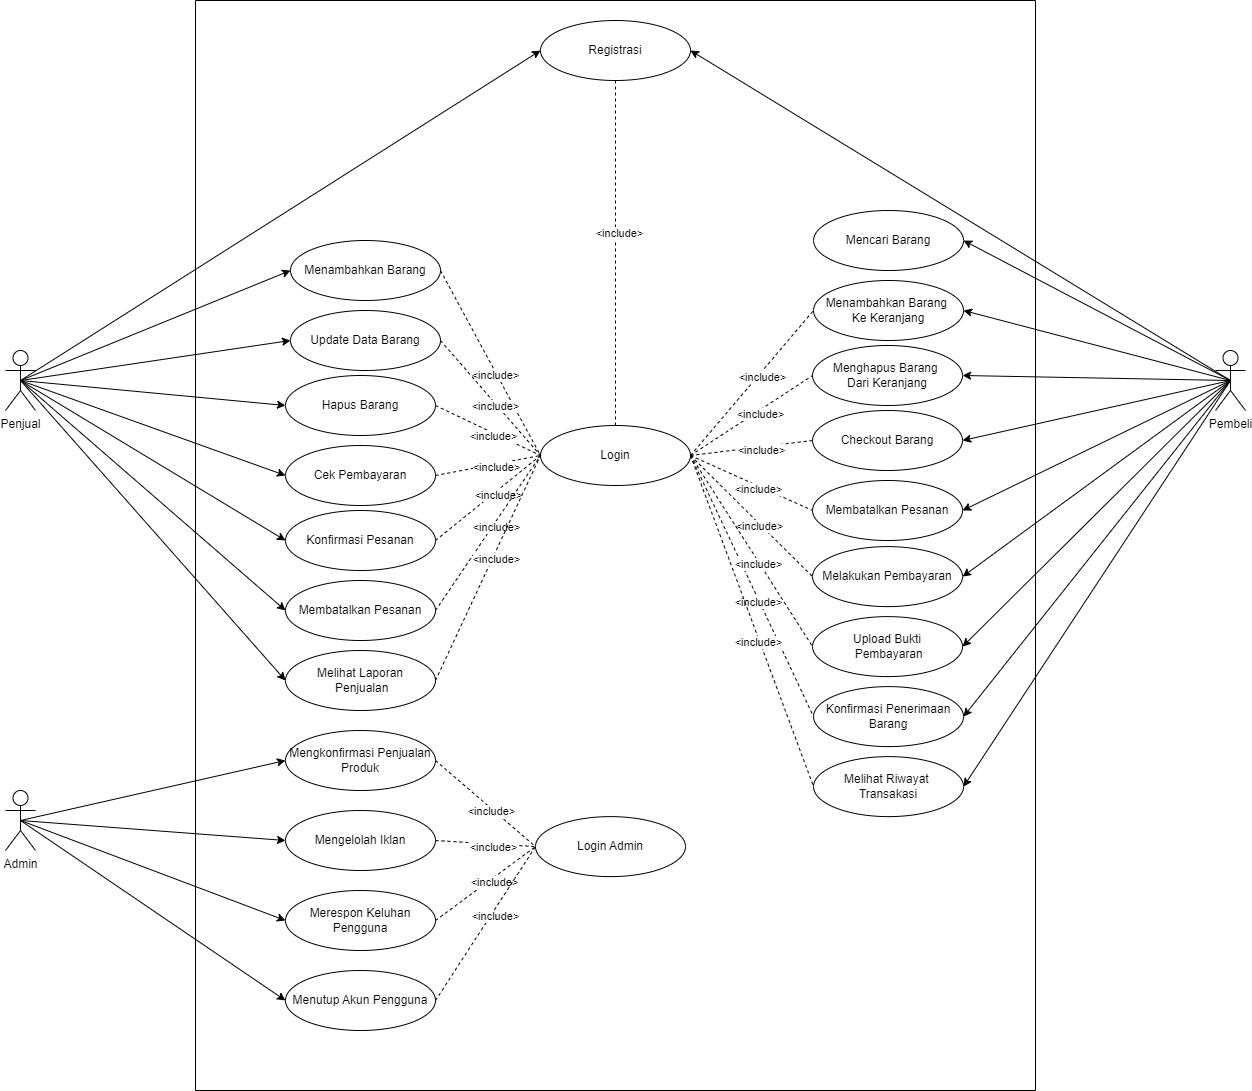 Registrasi
<include>
Mencari Barang
Menambahkan Barang
Menambahkan Barang
Ke Keranjang
Update Data Barang
<include>
<include>
Menghapus Barang
Dari Keranjang
Hapus Barang
<include>
<include>
Penjual
Pembeli
<include>
Checkout Barang
<include>
Login
Cek Pembayaran
<include>
<include>
<include>
Membatalkan Pesanan
Konfirmasi Pesanan
<include>
<include>
<include>
<include>
Melakukan Pembayaran
Membatalkan Pesanan
<include>
Upload Bukti
Pembayaran
<include>
Melihat Laporan
Penjualan
Konfirmasi Penerimaan
Barang
Mengkonfirmasi Penjualan
Produk
Melihat Riwayat
Transakasi
<include>
Admin
Mengelolah Iklan
<include>
Login Admin
<include>
Merespon Keluhan
Pengguna
<include>
Menutup Akun Pengguna